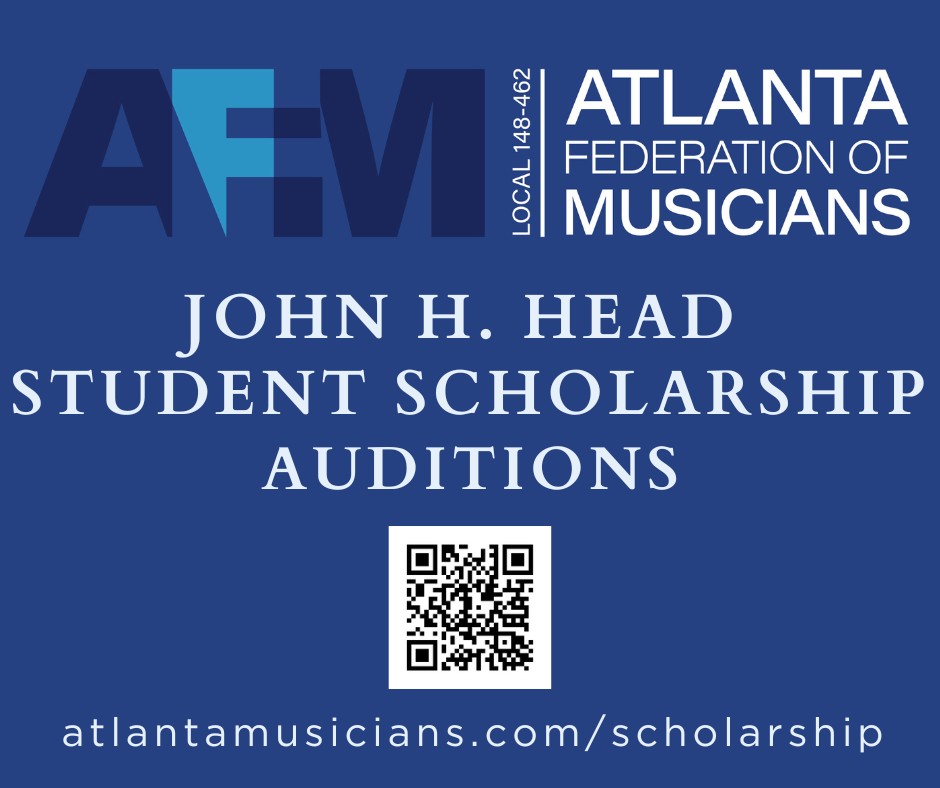 AFM
LOCAL 148-462
ATLANTA
FEDERATION OF
MUSICIANS
JOHN H. HEAD
STUDENT SCHOLARSHIP
AUDITIONS
atlantamusicians.com/scholarship